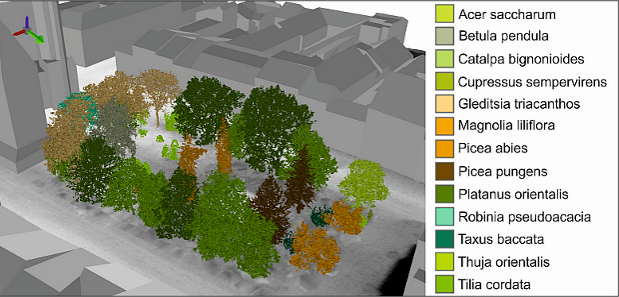 Acer saccharum
Betula pendula
Catalpa bignonioides
Cupressus sempervirens
Gleditsia triacanthos
Magnolia liliflora
Picea abies
Picea pungens
Platanus orientalis
Robinia pseudoacacia
Taxus baccata
Thuja orientalis
Tilia cordata